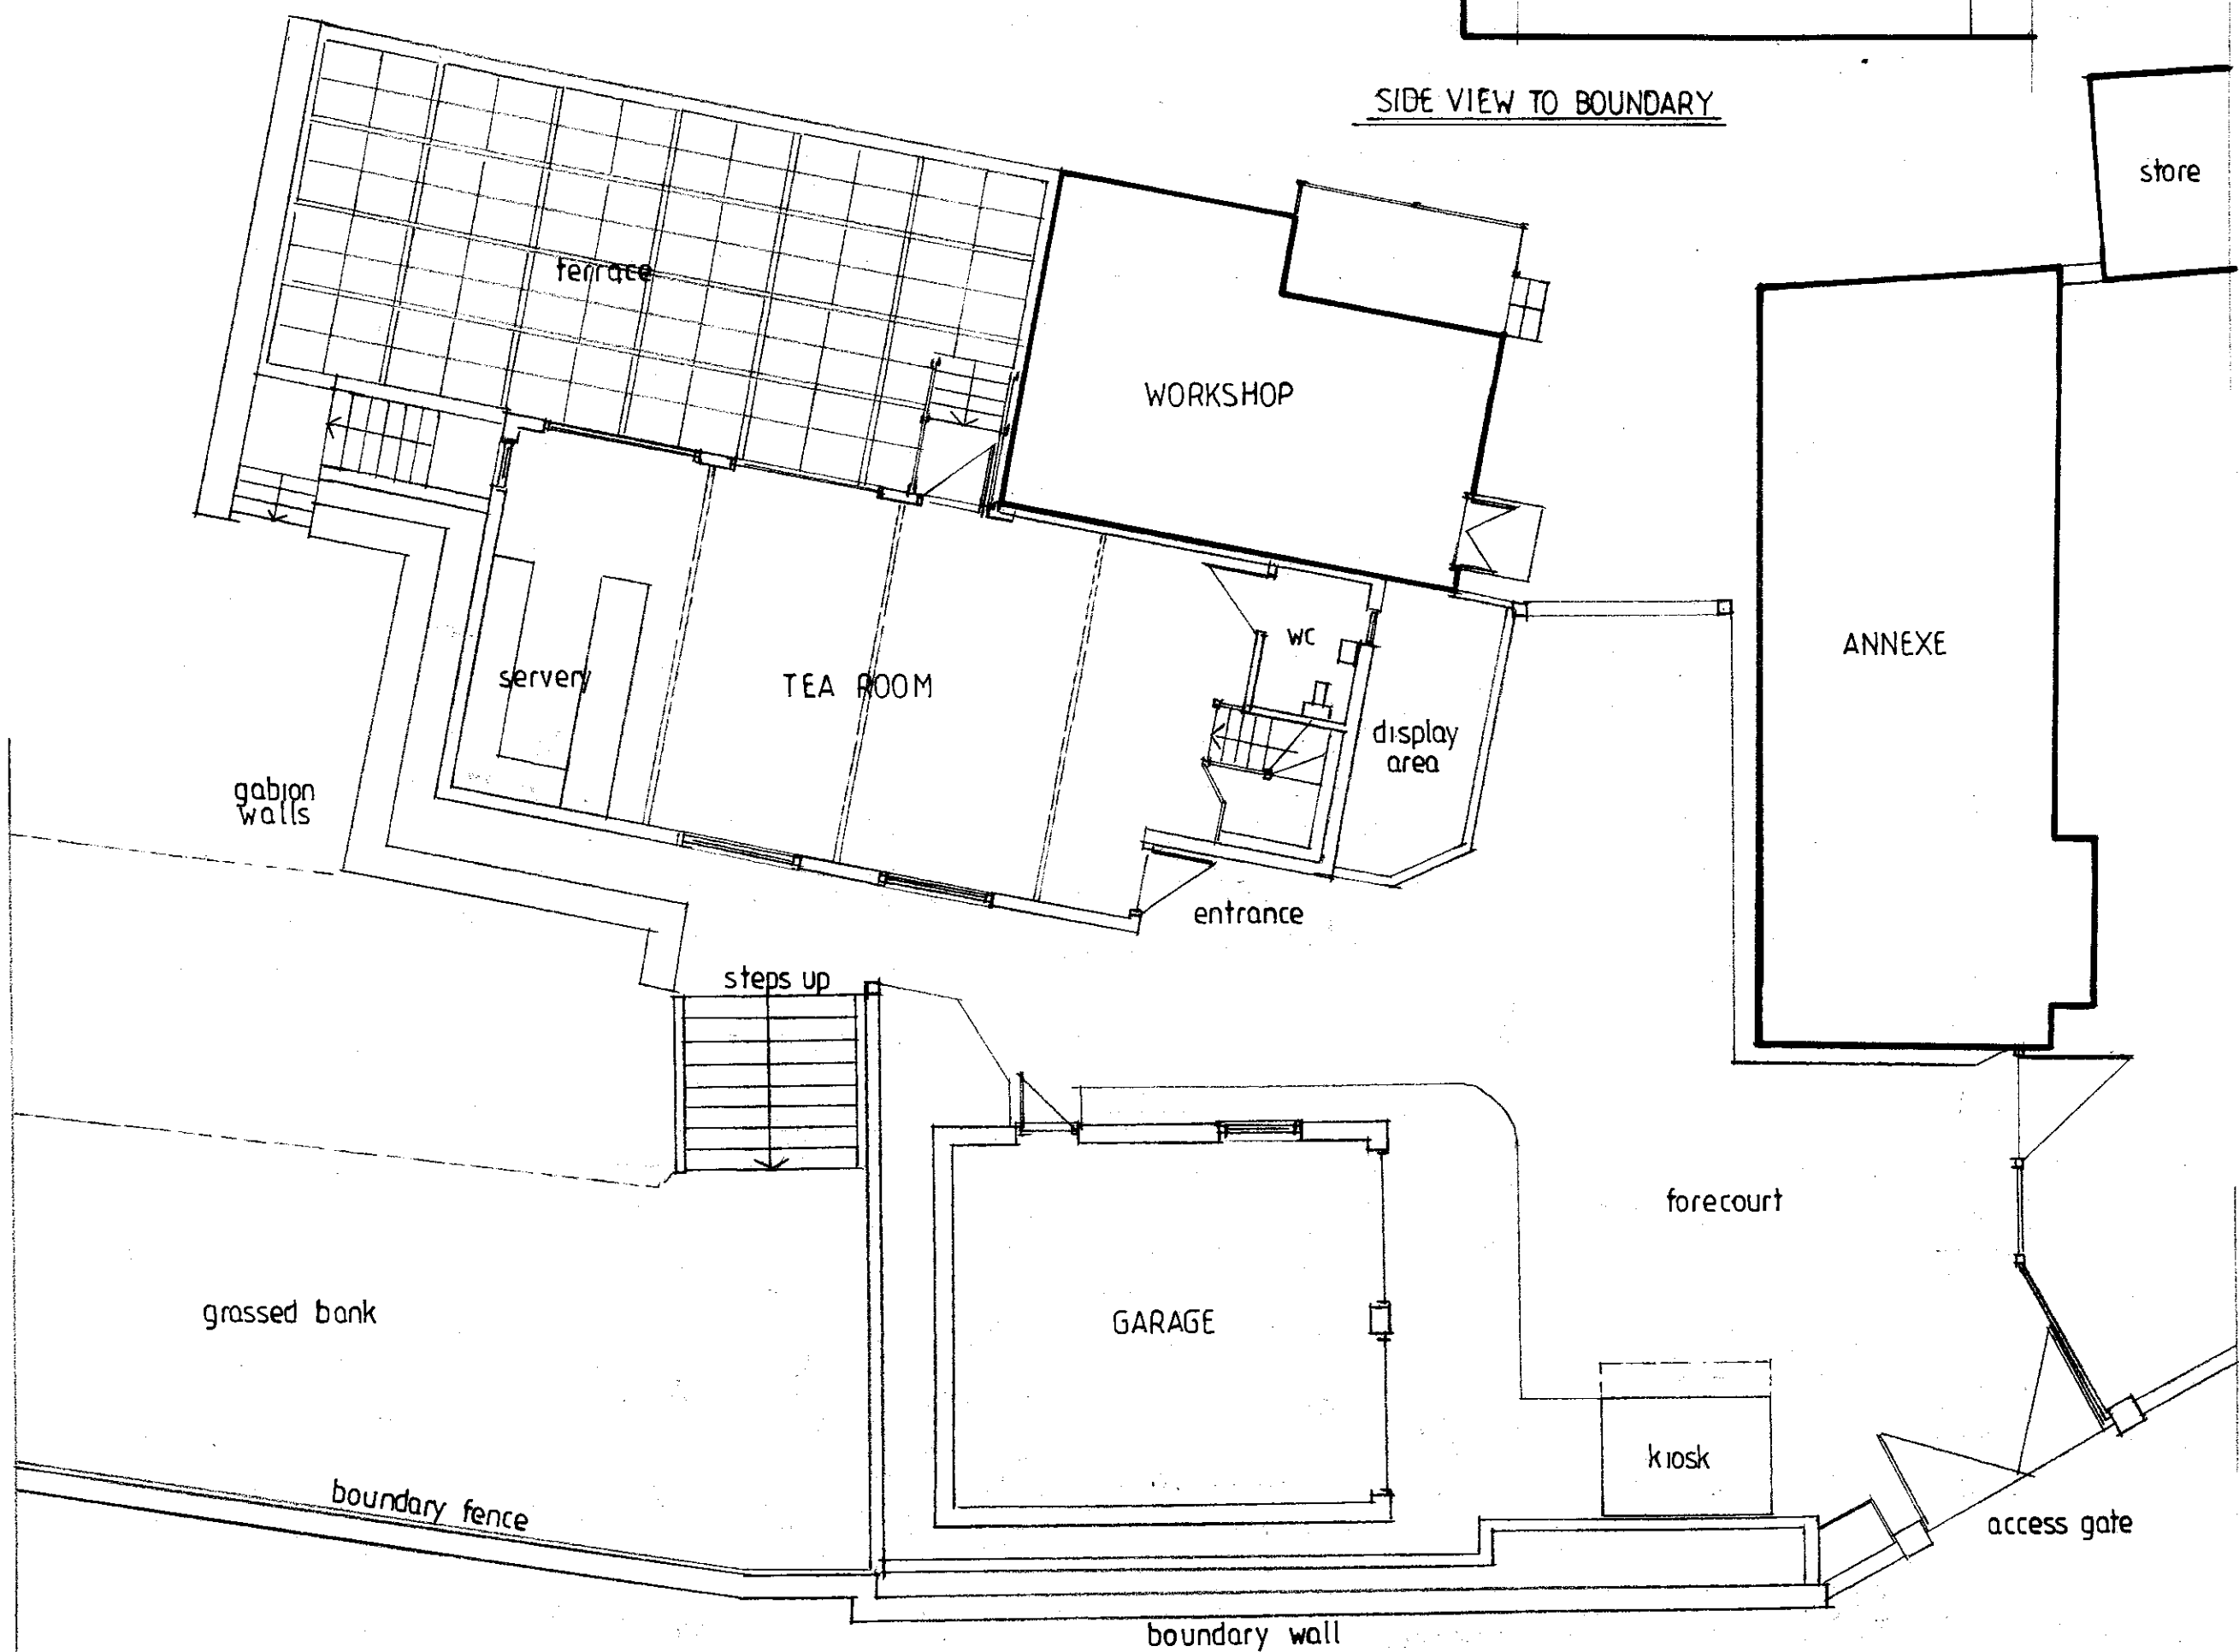 SIDE VIEW TO BOUNDARY
store
terrace
WORKSHOP
ANNEXE
wc
servery
TEA ROOM
display
area
gabion
walls
entrance
steps up
forecourt
grassed bank
GARAGE
kiosk
boundary fence
access gate
boundary wall